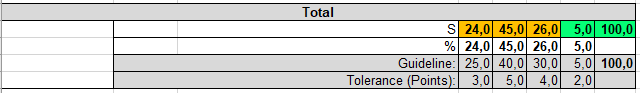 Total
S 24,0 45,0 26,0 5,0 100,0
% 24,0 45,0 26,0 5,0
Guideline: 25,0 40,0 30,0 5,0 100,0
Tolerance (Points): 3,0 5,0 4,0 2,0